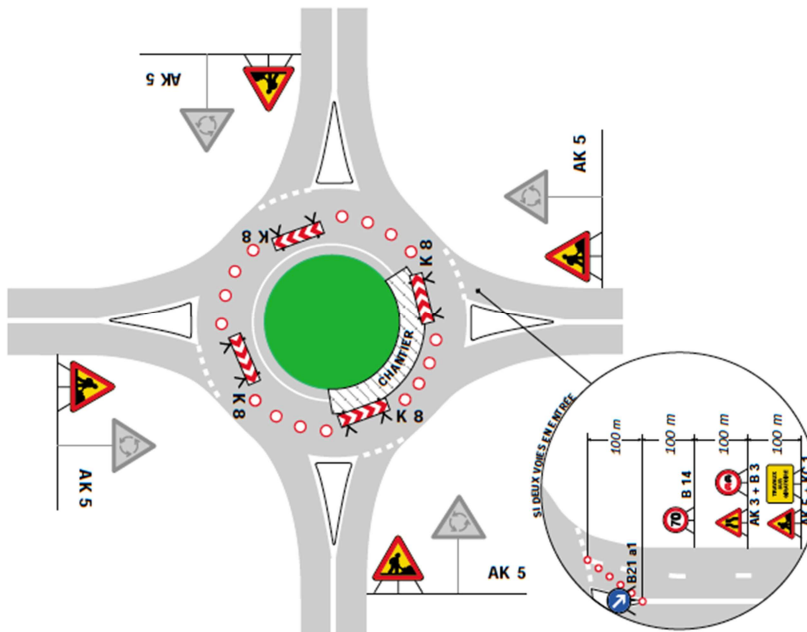 AK 5
AK 5
K 8
K 8
CHANTIER
K 8
K 8
AK 5
AK 5
SI DEUX VOIES EN ENTRÉE
100 m
100 m
100 m
100 m
B21 a1
B 14
70
AK 3 + B 3
TRAVAUX